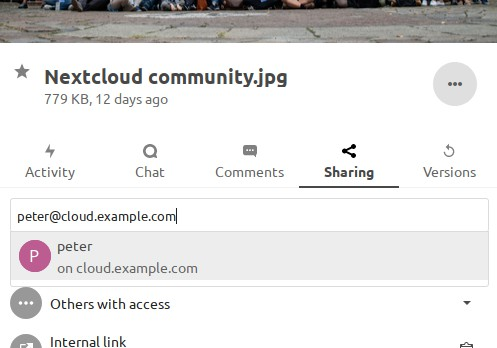 Nextcloud community.jpg
779 KB, 12 days ago
Activity
Chat
Comments
Sharing
Versions
peter@cloud.example.com
P
peter
on cloud.example.com
Others with access
Internal link